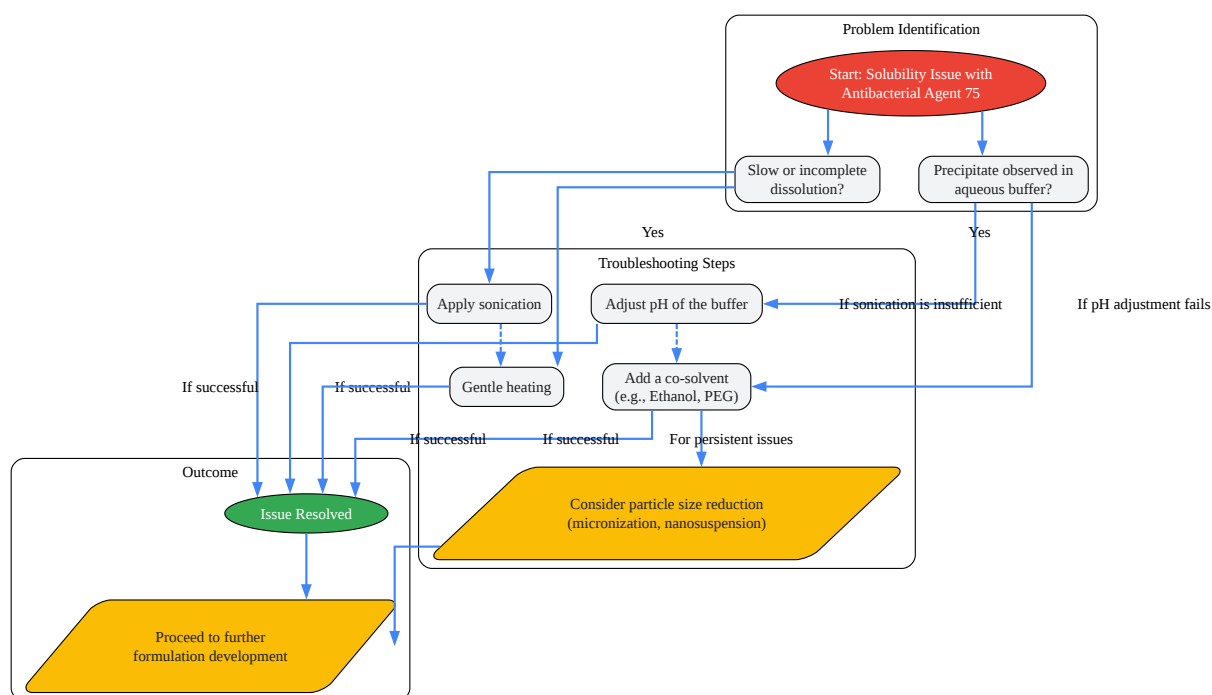 Problem Identification
Start: Solubility Issue with
Antibacterial Agent 75
Slow or incomplete
dissolution?
Precipitate observed in
aqueous buffer?
Yes
Yes
Troubleshooting Steps
Apply sonication
Adjust pH of the buffer
If sonication is insufficient
If pH adjustment fails
Gentle heating
Add a co-solvent
(e.g., Ethanol, PEG)
If successful
If successful
If successful
If successful
For persistent issues
Outcome
Issue Resolved
Consider particle size reduction
(micronization, nanosuspension)
Proceed to further
formulation development